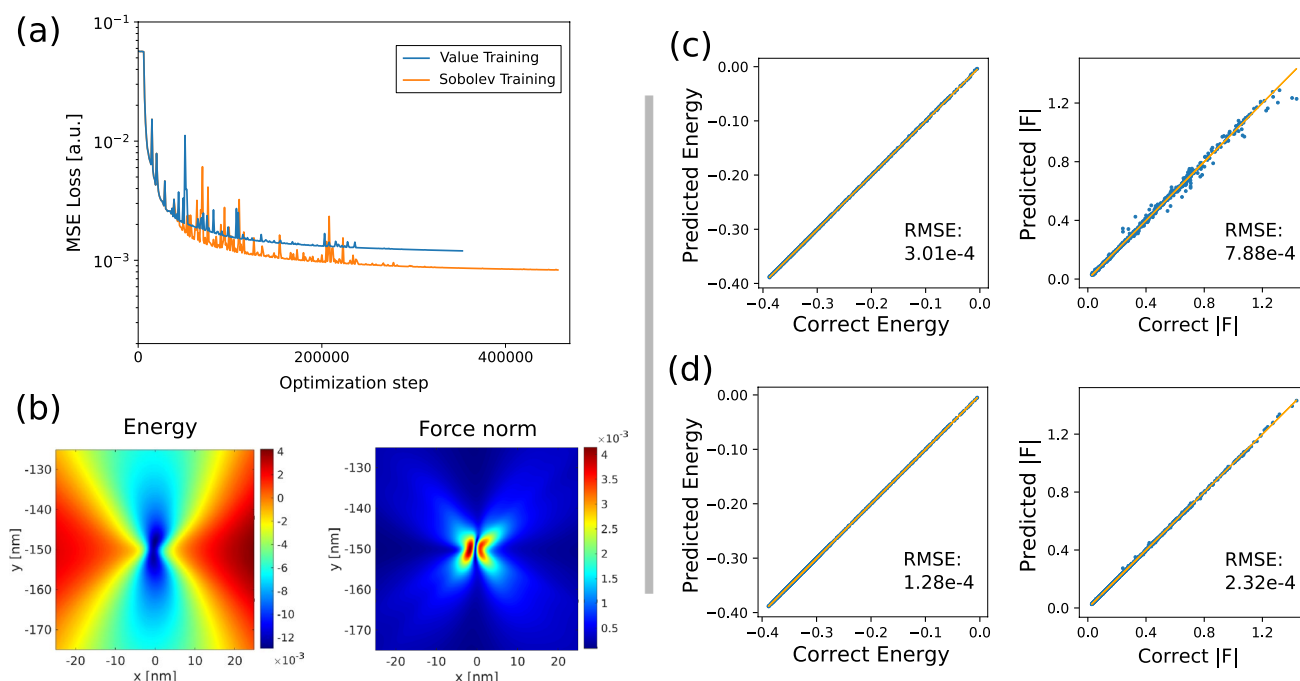 (a)
MSE Loss [a.u.]
10⁻¹
10⁻²
10⁻³
Value Training
Sobolev Training
0
200000
400000
Optimization step
(b)
Energy
y [nm]
-130
-140
-150
-160
-170
-20
-10
0
10
20
x [nm]
4
2
0
-2
-4
-6
-8
-10
-12
×10⁻³
Force norm
y [nm]
-130
-140
-150
-160
-170
-20
-10
0
10
20
x [nm]
×10⁻³
4
3.5
3
2.5
2
1.5
1
0.5
(c)
Predicted Energy
0.00
−0.10
−0.20
−0.30
−0.40
−0.4
−0.3
−0.2
−0.1
0.0
Correct Energy
RMSE:
3.01e-4
Predicted |F|
1.2
0.8
0.4
0.0
0.0
0.4
0.8
1.2
Correct |F|
RMSE:
7.88e-4
(d)
Predicted Energy
0.00
−0.10
−0.20
−0.30
−0.40
−0.4
−0.3
−0.2
−0.1
0.0
Correct Energy
RMSE:
1.28e-4
Predicted |F|
1.2
0.8
0.4
0.0
0.0
0.4
0.8
1.2
Correct |F|
RMSE:
2.32e-4